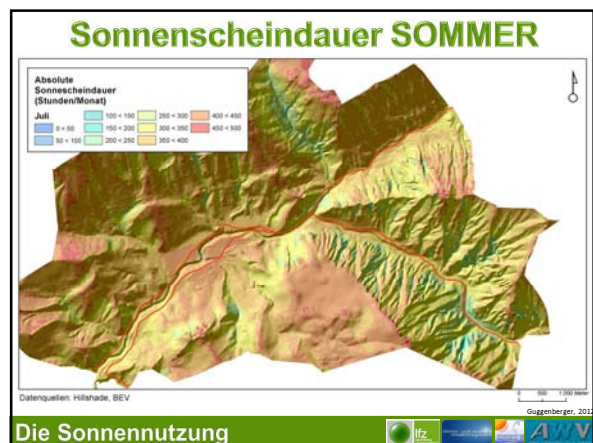 Sonnenscheindauer SOMMER
Absolute
Sonnescheindauer
(Stunden/Monat)
Juli
0 < 50
50 < 100
100 < 150
150 < 200
200 < 250
250 < 300
300 < 350
350 < 400
400 < 450
450 < 500
Datenquellen: Hillshade, BEV
0 500 1.000 Meter
Guggenberger, 2012
Die Sonnennutzung
lfz
AWV